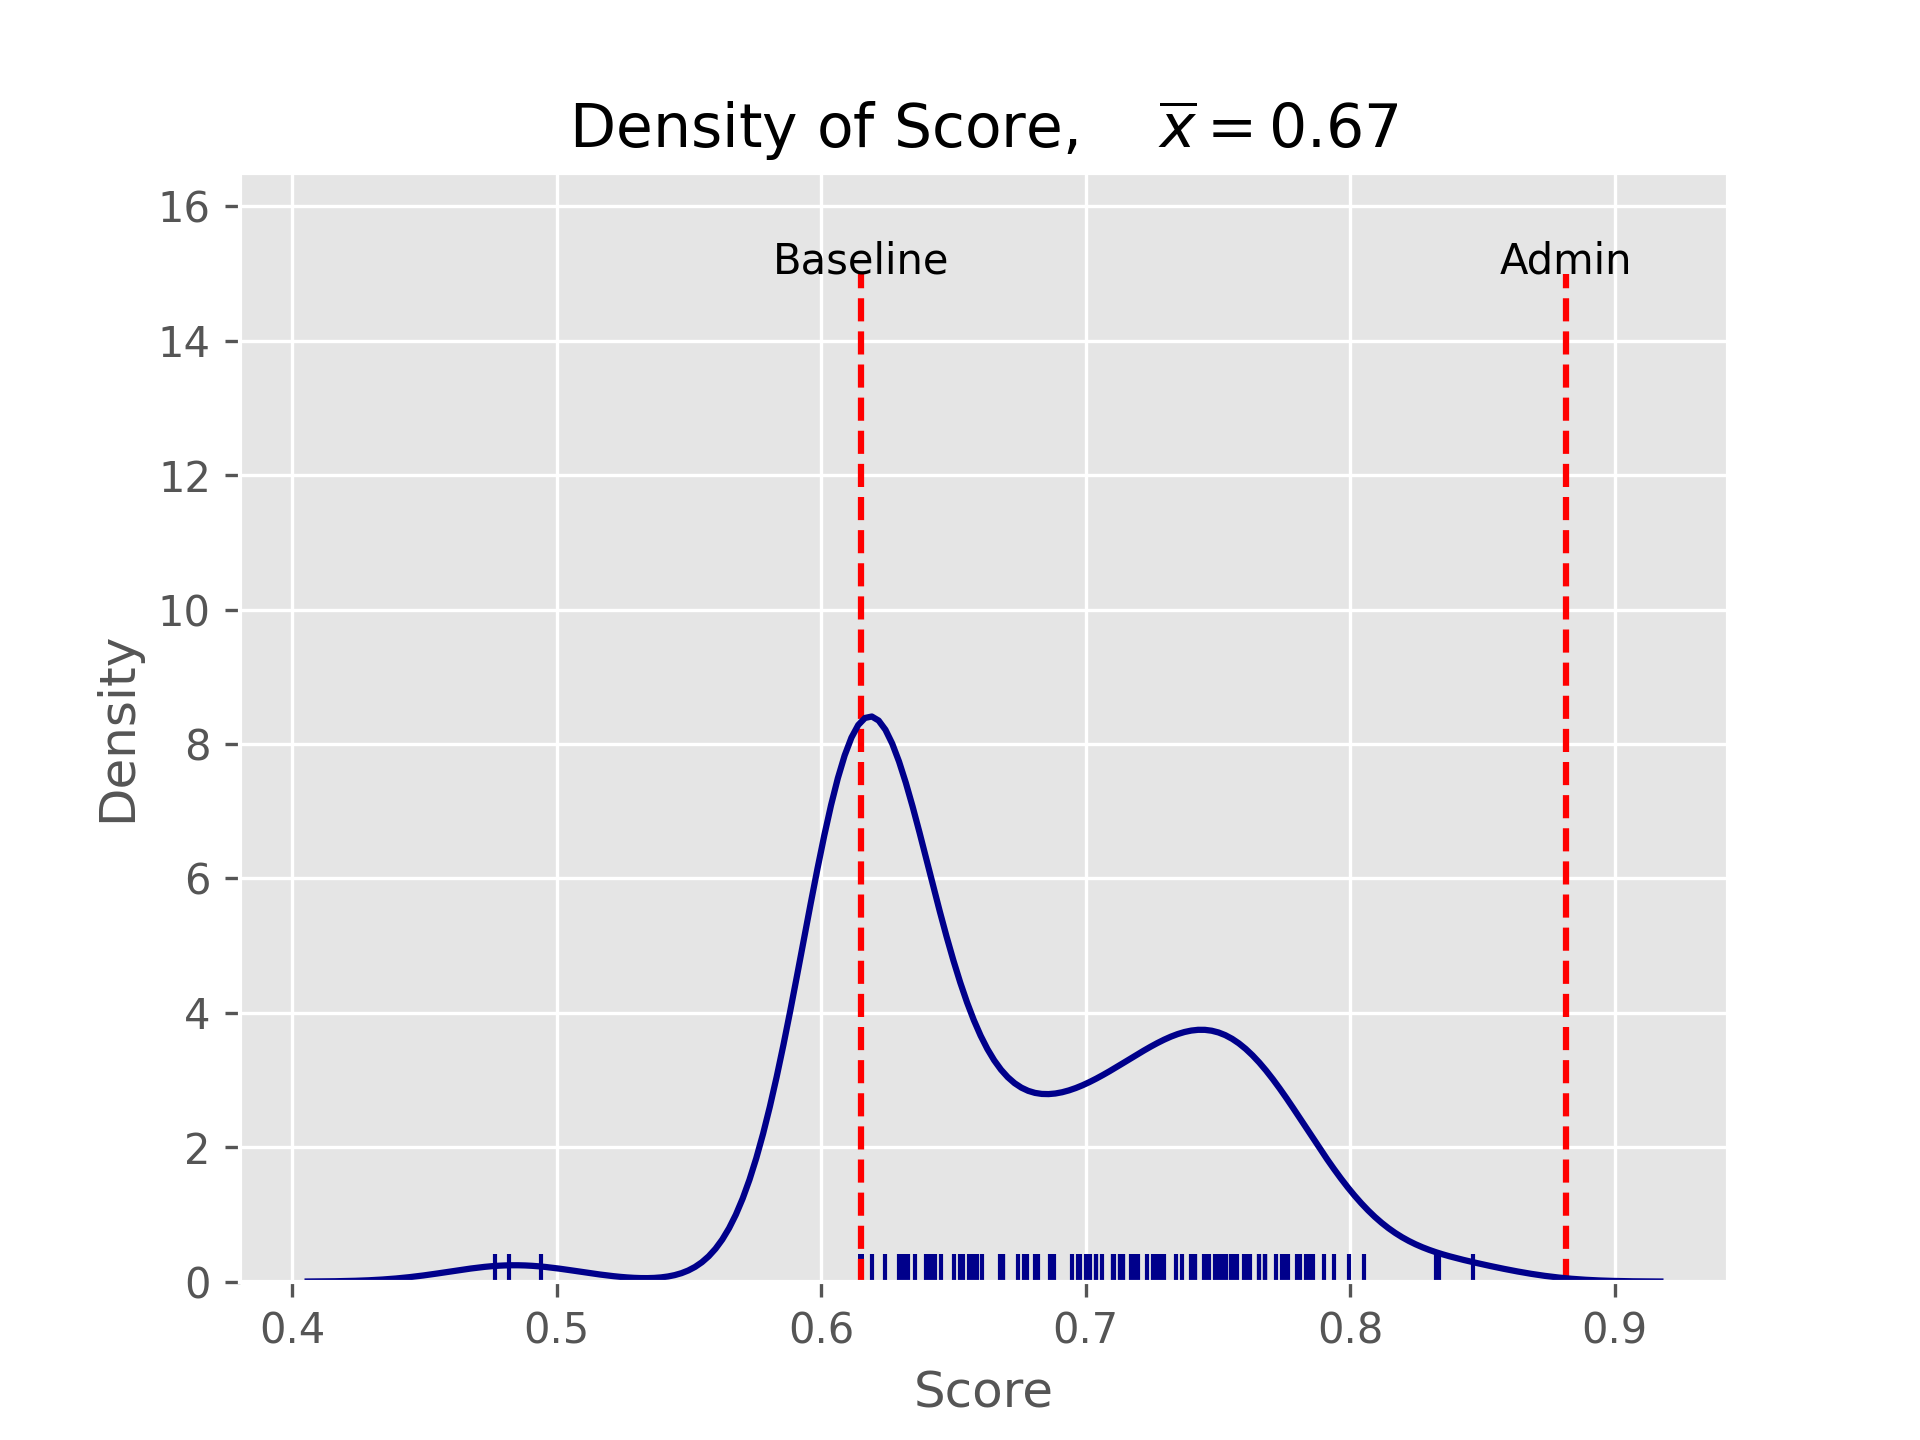 Density of Score, x̅ = 0.67
16
Baseline
Admin
14
12
10
8
6
4
2
0
Density
0.4 0.5 0.6 0.7 0.8 0.9
Score